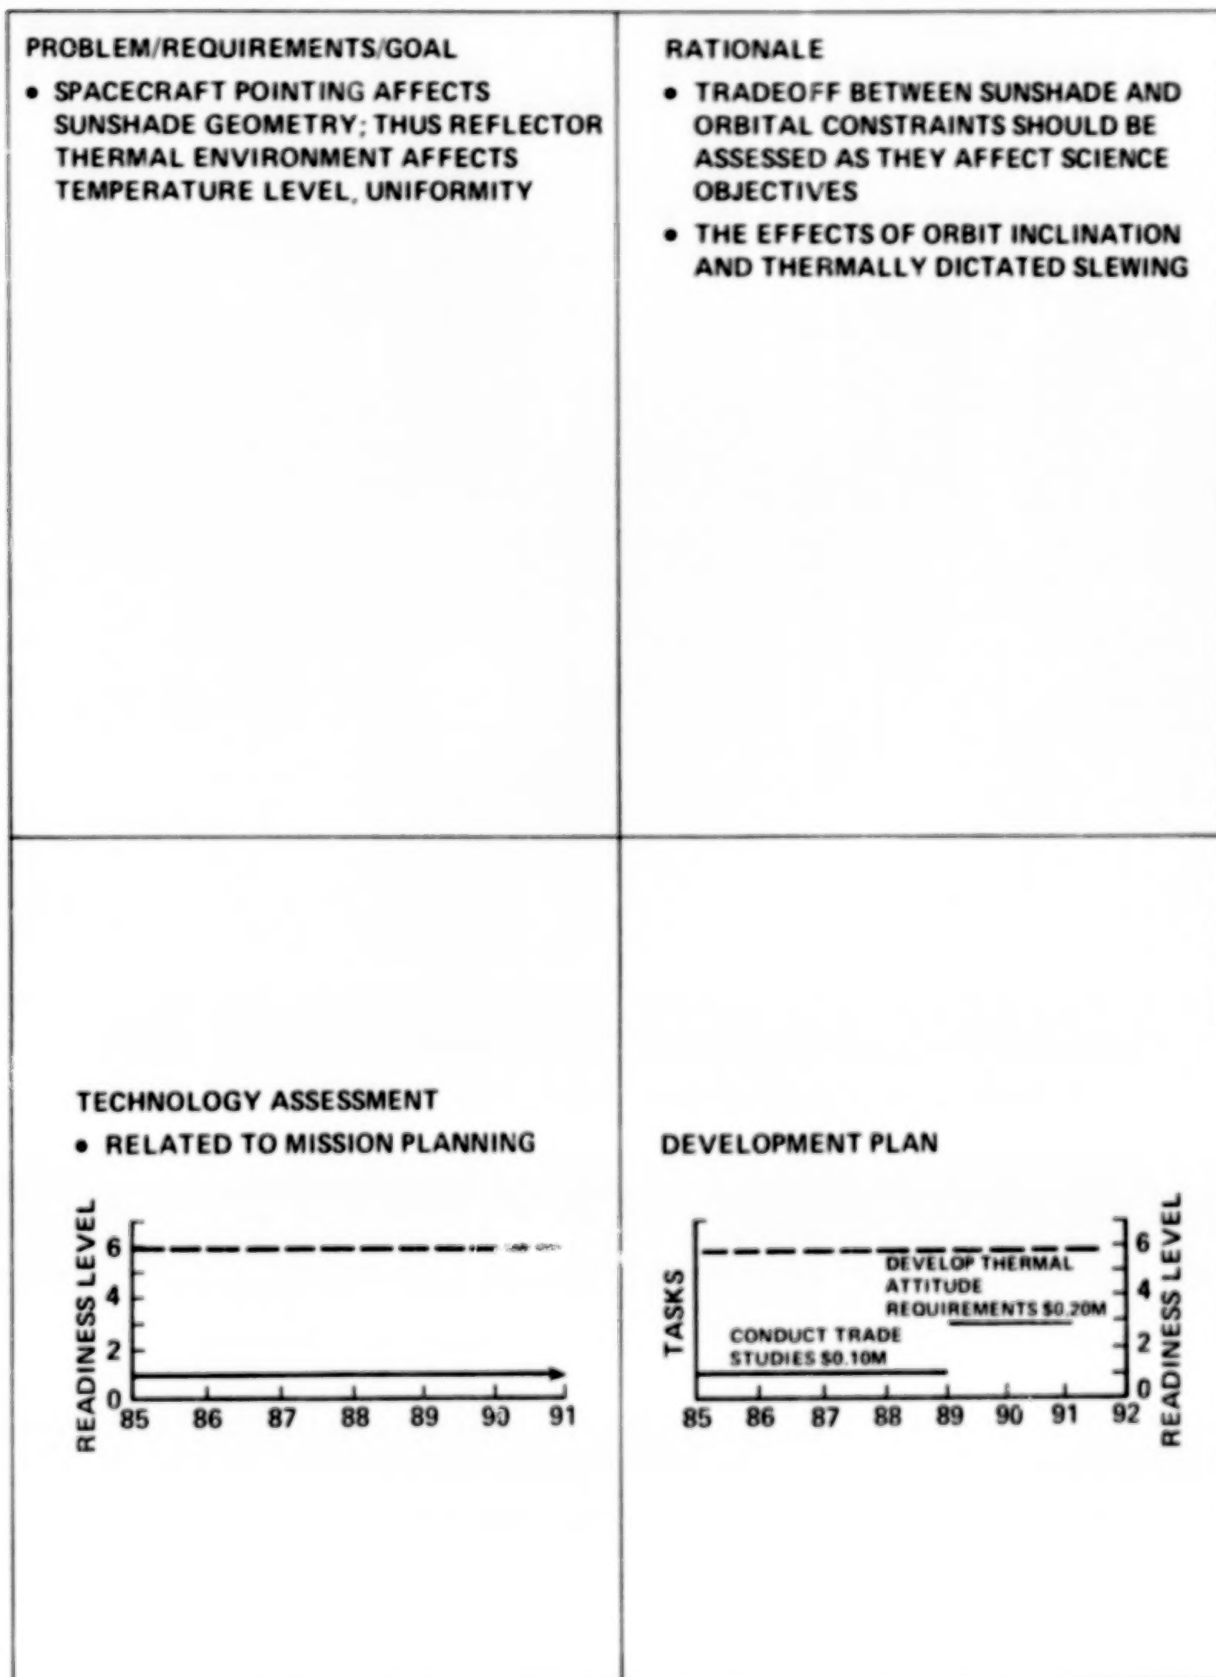 PROBLEM/REQUIREMENTS/GOAL
• SPACECRAFT POINTING AFFECTS
SUNSHADE GEOMETRY; THUS REFLECTOR
THERMAL ENVIRONMENT AFFECTS
TEMPERATURE LEVEL, UNIFORMITY
RATIONALE
• TRADEOFF BETWEEN SUNSHADE AND
ORBITAL CONSTRAINTS SHOULD BE
ASSESSED AS THEY AFFECT SCIENCE
OBJECTIVES
• THE EFFECTS OF ORBIT INCLINATION
AND THERMALLY DICTATED SLEWING
TECHNOLOGY ASSESSMENT
• RELATED TO MISSION PLANNING
READINESS LEVEL
6
4
2
0
85 86 87 88 89 90 91
DEVELOPMENT PLAN
TASKS
DEVELOP THERMAL
ATTITUDE
REQUIREMENTS $0.20M
CONDUCT TRADE
STUDIES $0.10M
6
4
2
0
READINESS LEVEL
85 86 87 88 89 90 91 92